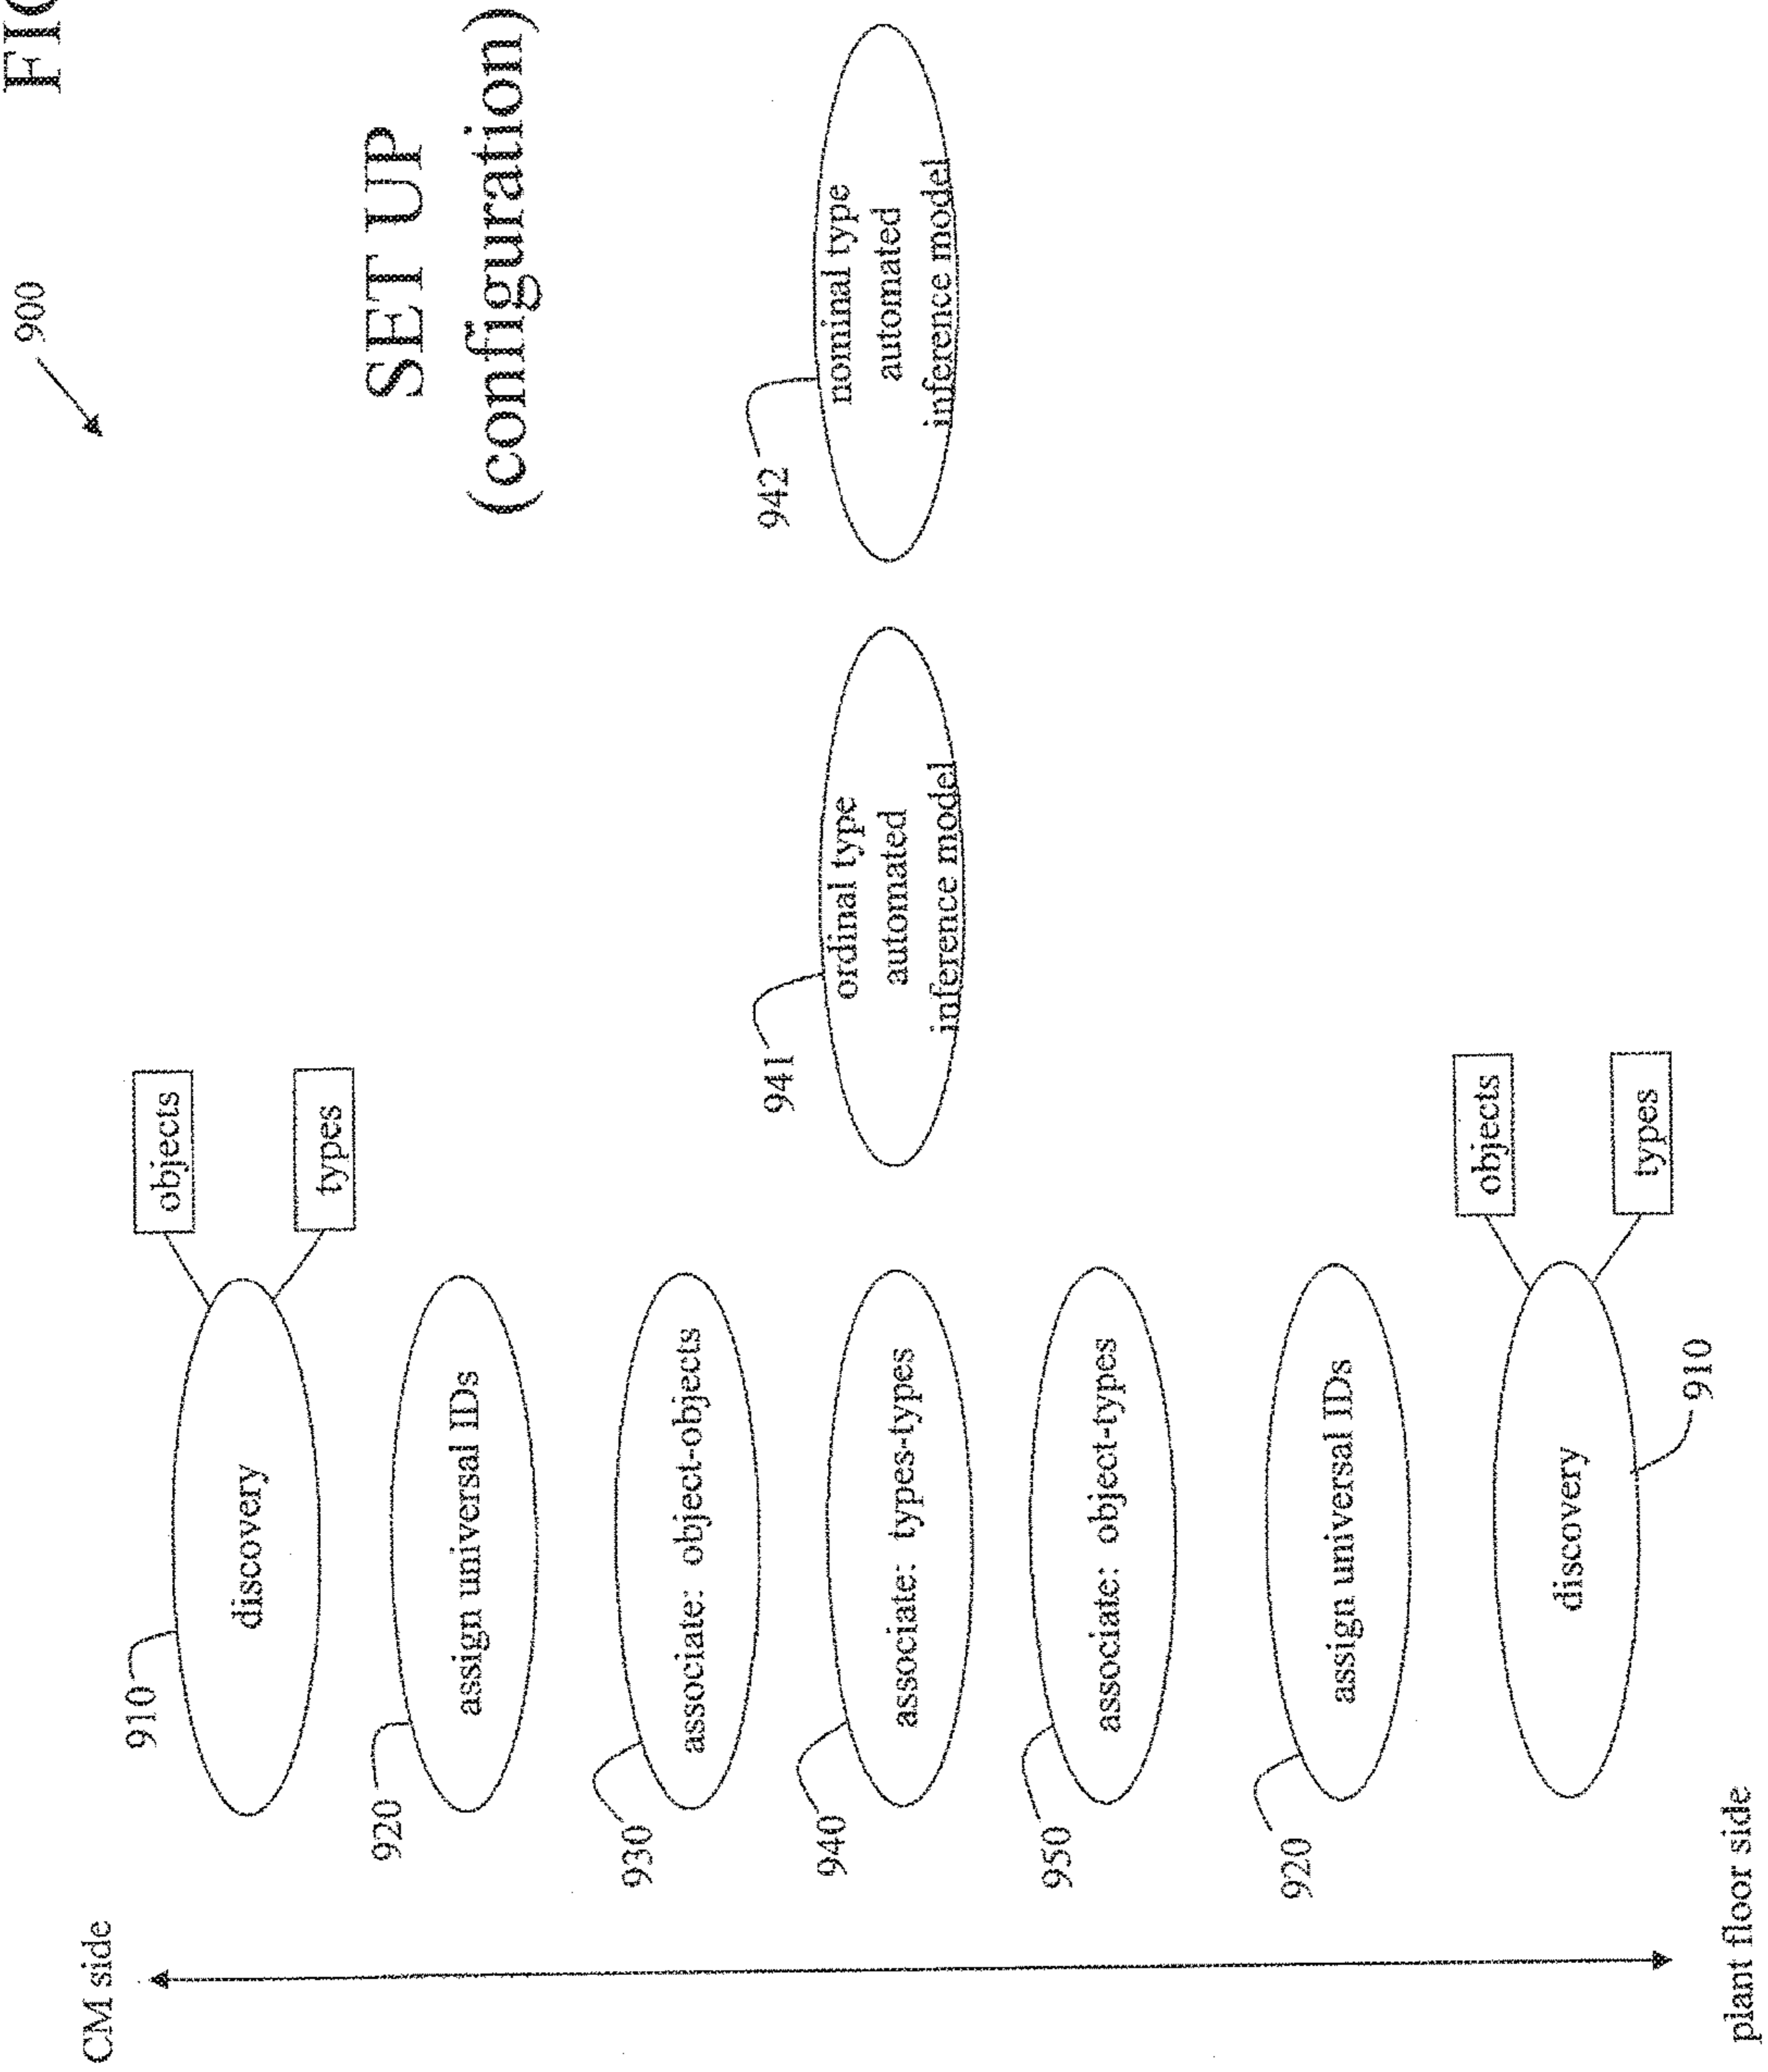 FIG
900
SET UP
(configuration)
CM side
910
discovery
objects
types
920
assign universal IDs
930
associate: object-objects
940
associate: types-types
941
ordinal type
automated
inference model
942
nominal type
automated
inference model
950
associate: object-types
920
assign universal IDs
discovery
910
objects
types
plant floor side